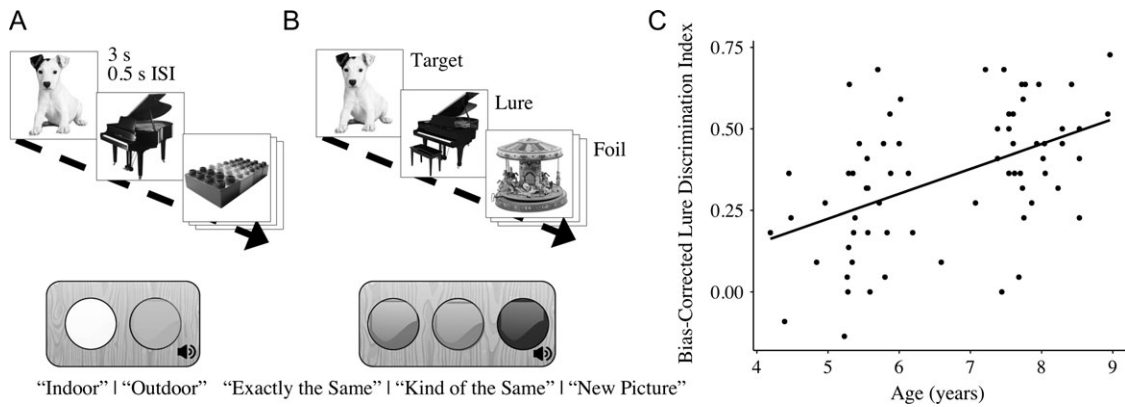 A
3 s
0.5 s ISI
"Indoor" | "Outdoor"
B
Target
Lure
Foil
"Exactly the Same" | "Kind of the Same" | "New Picture"
C
Bias-Corrected Lure Discrimination Index
0.75
0.50
0.25
0.00
4 5 6 7 8 9
Age (years)